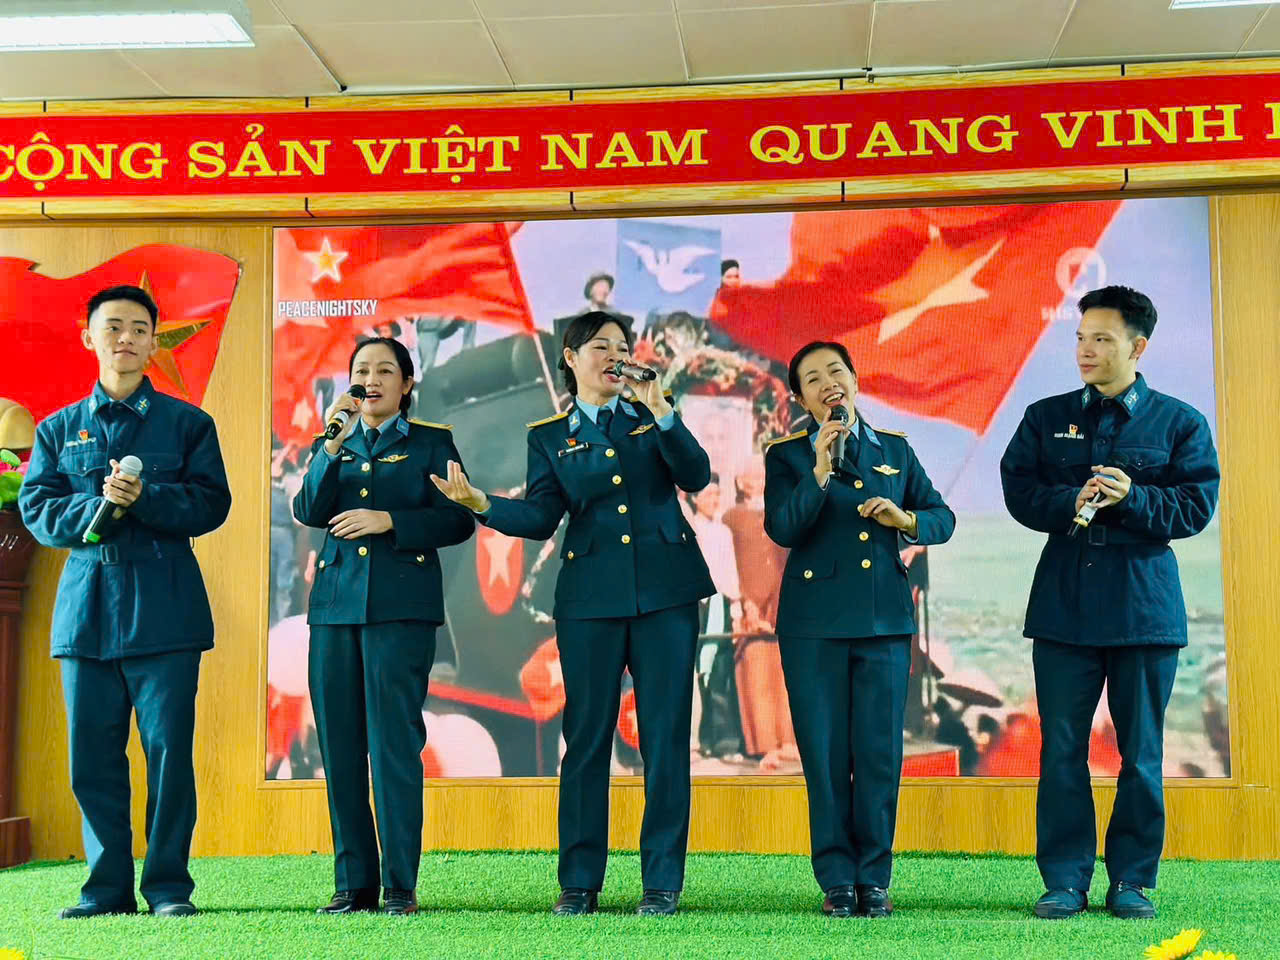 CỘNG SẢN VIỆT NAM QUANG VINH
PEACENIGHTSKY